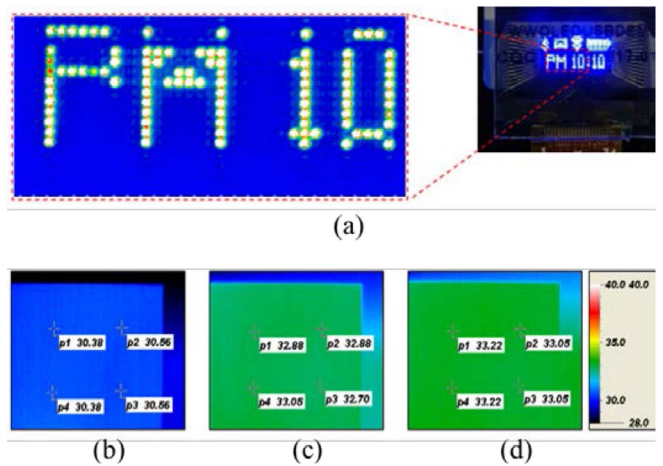 PM 10
PM 10:10
(a)
p1 30.38
p2 30.56
p4 30.38
p3 30.56
p1 32.88
p2 32.88
p4 33.05
p3 32.70
p1 33.22
p2 33.05
p4 33.22
p3 33.05
40.0 40.0
35.0
30.0
28.0
(b)
(c)
(d)